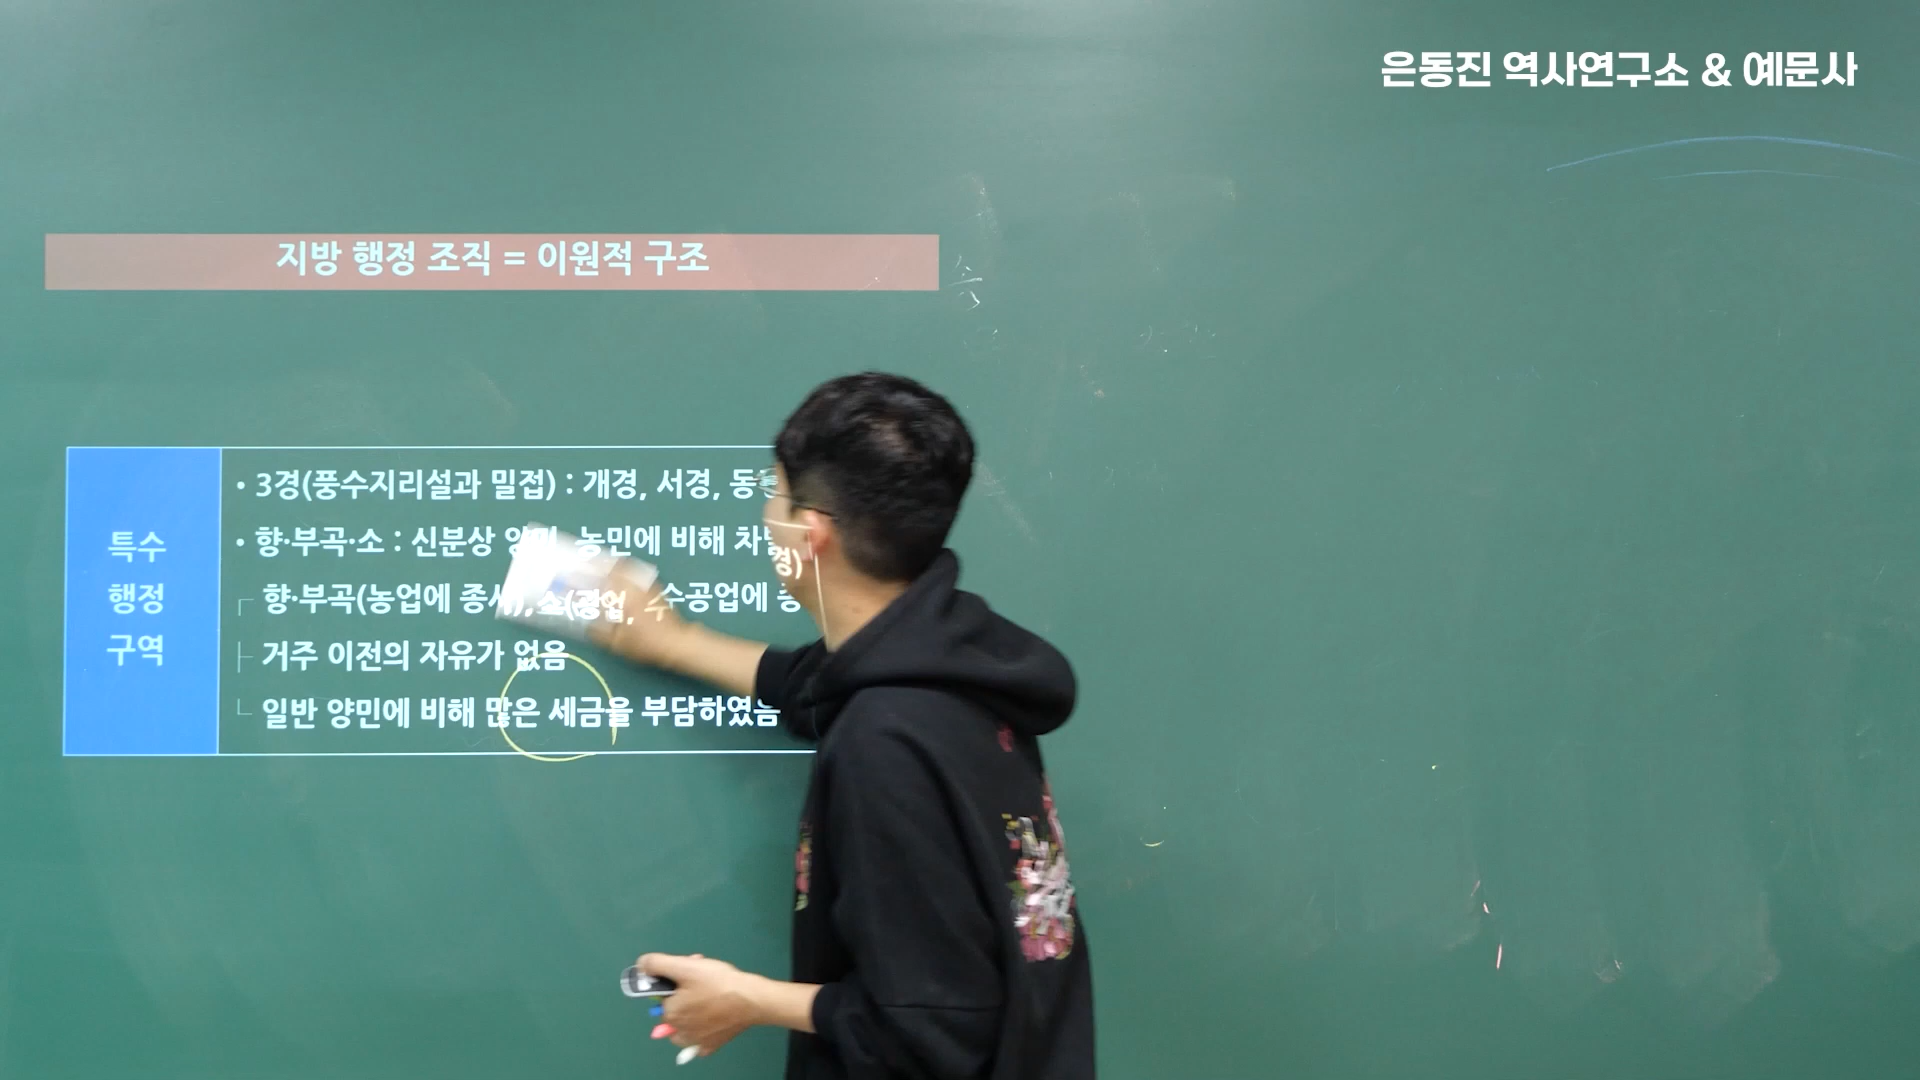 은동진 역사연구소 & 예문사
지방 행정 조직 = 이원적 구조
특수
행정
구역
• 3경(풍수지리설과 밀접) : 개경, 서경,
• 향·부곡·소 : 신분상 농민에 비해
향·부곡(농업에 소(광업, 수공업에
거주 이전의 자유가 없음
일반 양민에 비해 많은 세금을 부담하였음